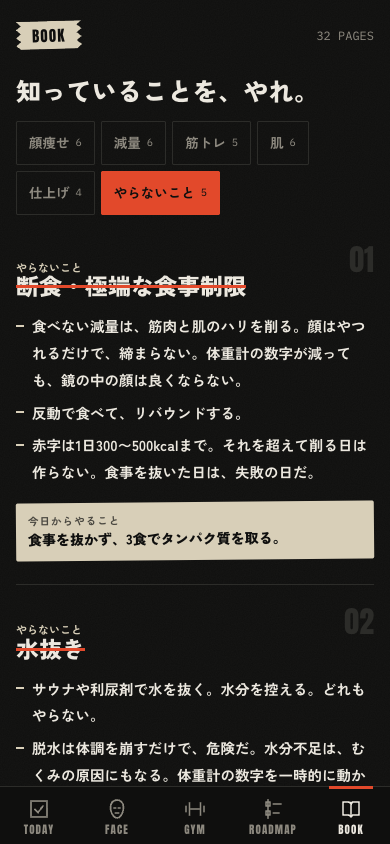 BOOK
32 PAGES
知っていることを、やれ。
顔痩せ 6
減量 6
筋トレ 5
肌 6
仕上げ 4
やらないこと 5
01
やらないこと
断食・極端な食事制限
食べない減量は、筋肉と肌のハリを削る。顔はやつ
れるだけで、締まらない。体重計の数字が減って
も、鏡の中の顔は良くならない。
反動で食べて、リバウンドする。
赤字は1日300〜500kcalまで。それを超えて削る日は
作らない。食事を抜いた日は、失敗の日だ。
今日からやること
食事を抜かず、3食でタンパク質を取る。
02
やらないこと
水抜き
サウナや利尿剤で水を抜く。水分を控える。どれも
やらない。
脱水は体調を崩すだけで、危険だ。水分不足は、む
くみの原因にもなる。体重計の数字を一時的に動か
TODAY
FACE
GYM
ROADMAP
BOOK